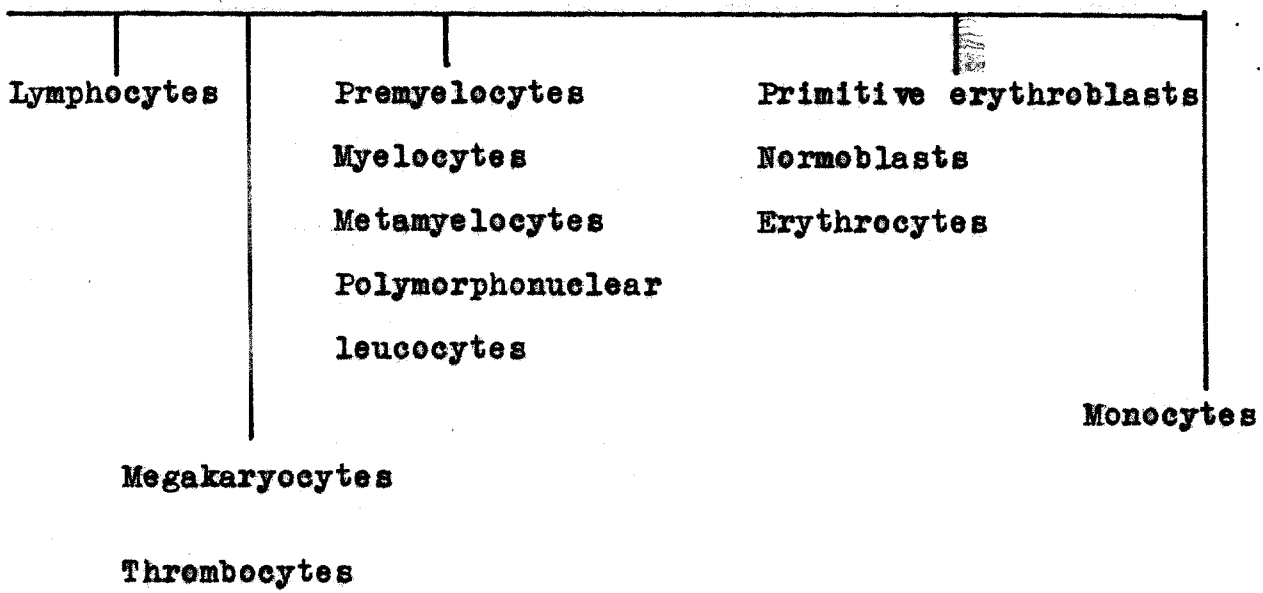 Lymphocytes
Premyelocytes
Primitive erythroblasts
Myelocytes
Normoblasts
Metamyelocytes
Erythrocytes
Polymorphonuclear
leucocytes
Monocytes
Megakaryocytes
Thrombocytes